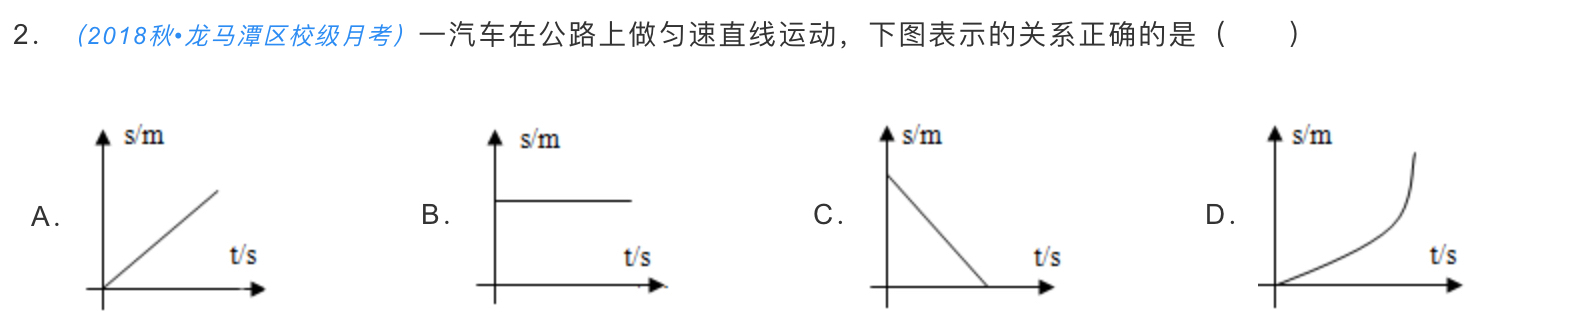 2. （2018秋•龙马潭区校级月考）一汽车在公路上做匀速直线运动，下图表示的关系正确的是（　　）
A. s/m t/s
B. s/m t/s
C. s/m t/s
D. s/m t/s